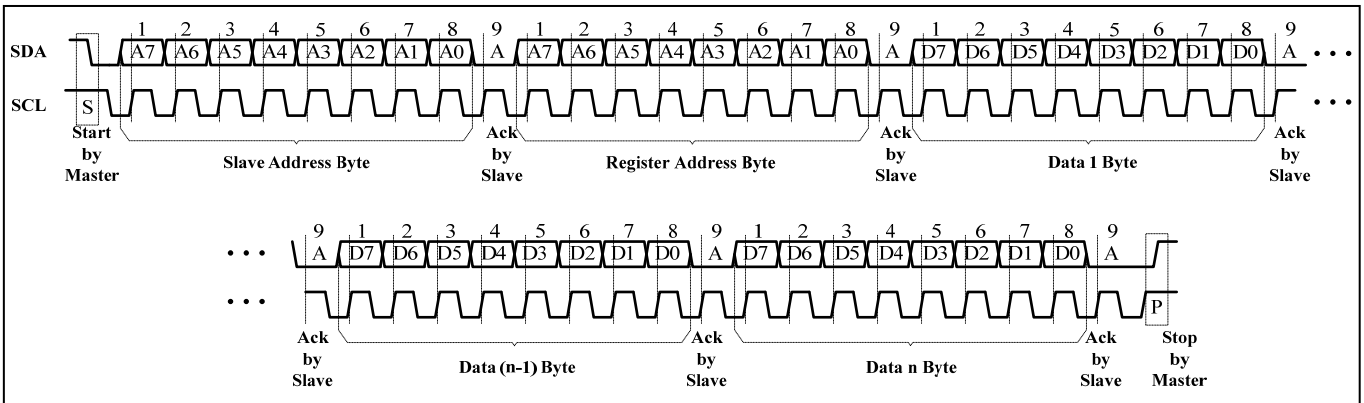 1 2 3 4 5 6 7 8 9 1 2 3 4 5 6 7 8 9 1 2 3 4 5 6 7 8 9
SDA A7 A6 A5 A4 A3 A2 A1 A0 A A7 A6 A5 A4 A3 A2 A1 A0 A D7 D6 D5 D4 D3 D2 D1 D0 A • • •
SCL S • • •
Start by Master
Slave Address Byte
Ack by Slave
Register Address Byte
Ack by Slave
Data 1 Byte
Ack by Slave
9 1 2 3 4 5 6 7 8 9 1 2 3 4 5 6 7 8 9
• • • A D7 D6 D5 D4 D3 D2 D1 D0 A D7 D6 D5 D4 D3 D2 D1 D0 A
• • • P
Ack by Slave
Data (n-1) Byte
Ack by Slave
Data n Byte
Ack by Slave
Stop by Master